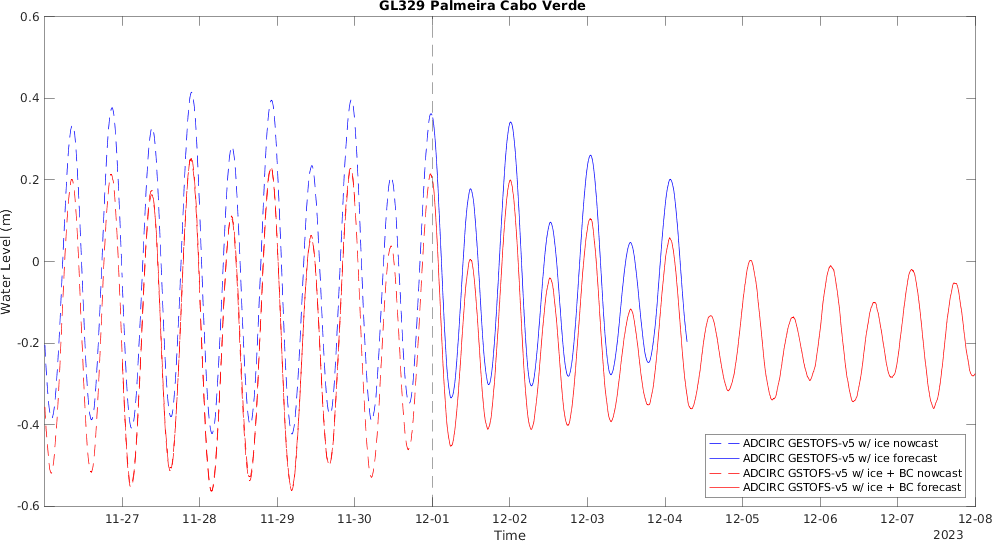 GL329 Palmeira Cabo Verde
0.6
0.4
0.2
0
-0.2
-0.4
-0.6
Water Level (m)
11-27
11-28
11-29
11-30
12-01
12-02
12-03
12-04
12-05
12-06
12-07
12-08
Time
2023
ADCIRC GESTOFS-v5 w/ ice nowcast
ADCIRC GESTOFS-v5 w/ ice forecast
ADCIRC GSTOFS-v5 w/ ice + BC nowcast
ADCIRC GSTOFS-v5 w/ ice + BC forecast